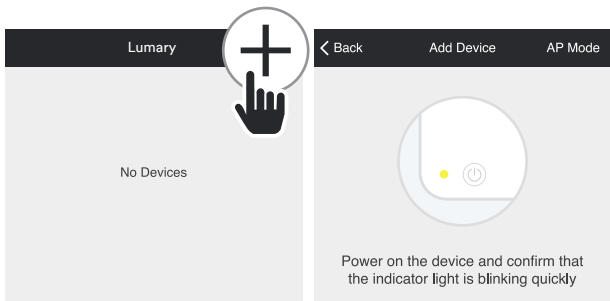 Lumary
No Devices
Back
Add Device
AP Mode
Power on the device and confirm that
the indicator light is blinking quickly